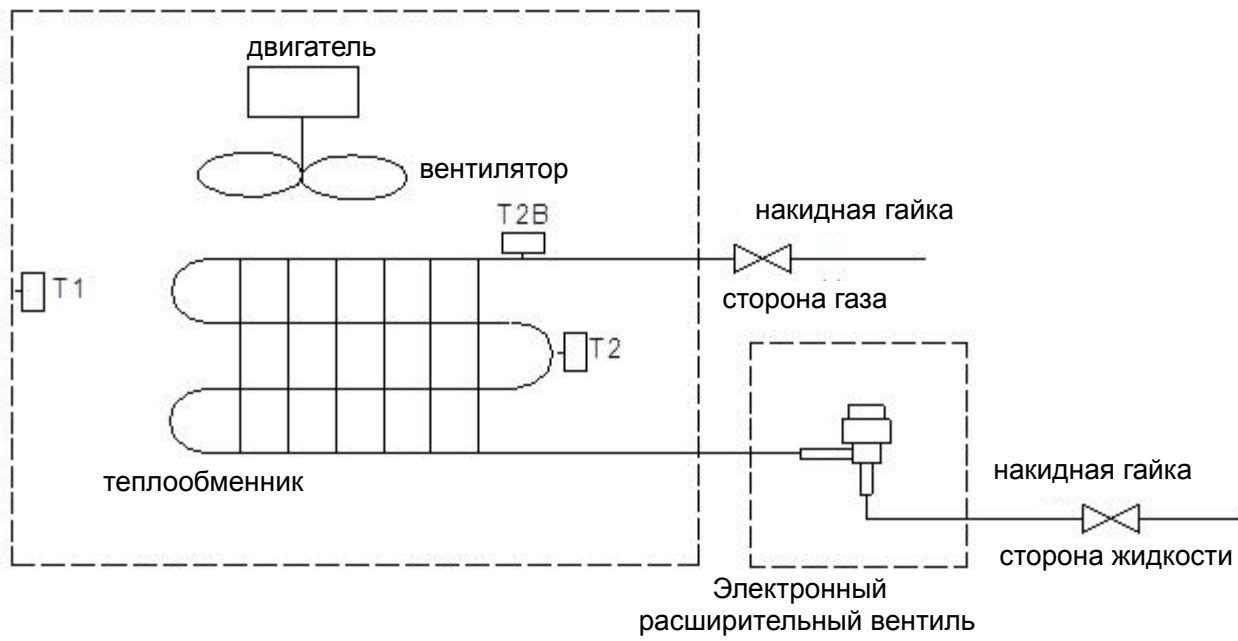 двигатель
вентилятор
T2B
накидная гайка
T1
сторона газа
T2
теплообменник
накидная гайка
сторона жидкости
Электронный
расширительный вентиль